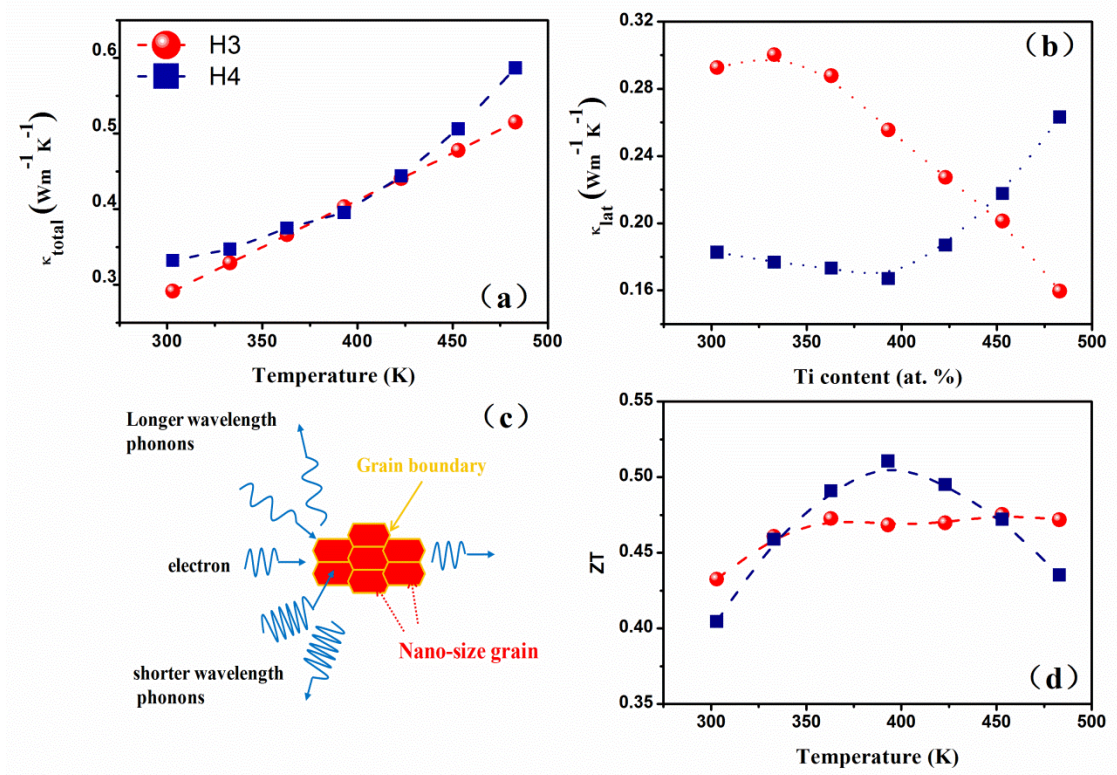 H3
H4
0.6
0.5
0.4
0.3
κtotal (Wm-1K-1)
(a)
300 350 400 450 500
Temperature (K)
0.32
0.28
0.24
0.20
0.16
κlat (Wm-1K-1)
(b)
300 350 400 450 500
Ti content (at. %)
(c)
Longer wavelength
phonons
Grain boundary
electron
Nano-size grain
shorter wavelength
phonons
0.55
0.50
0.45
0.40
0.35
ZT
(d)
300 350 400 450 500
Temperature (K)